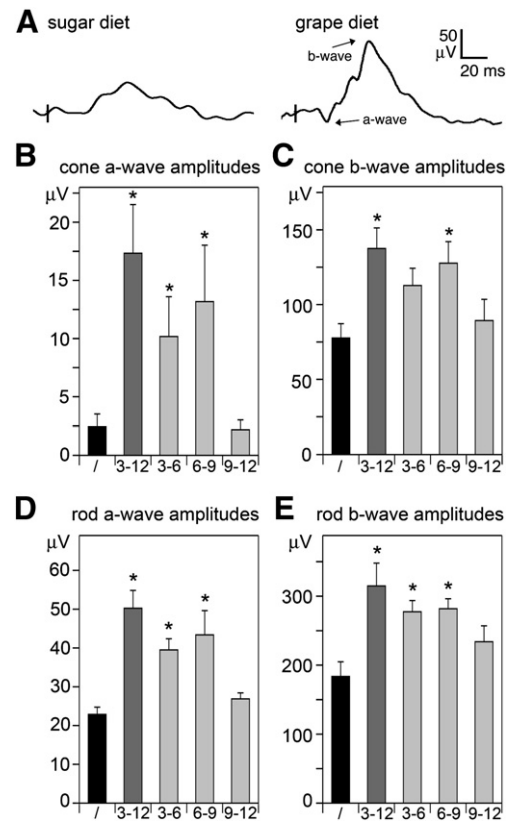 A sugar diet
grape diet
b-wave
a-wave
50
µV
20 ms
B cone a-wave amplitudes
µV
20
15
10
5
0
* * *
/ 3-12 3-6 6-9 9-12
C cone b-wave amplitudes
µV
150
100
50
0
* *
/ 3-12 3-6 6-9 9-12
D rod a-wave amplitudes
µV
60
50
40
30
20
10
0
* * *
/ 3-12 3-6 6-9 9-12
E rod b-wave amplitudes
µV
300
200
100
0
* * *
/ 3-12 3-6 6-9 9-12